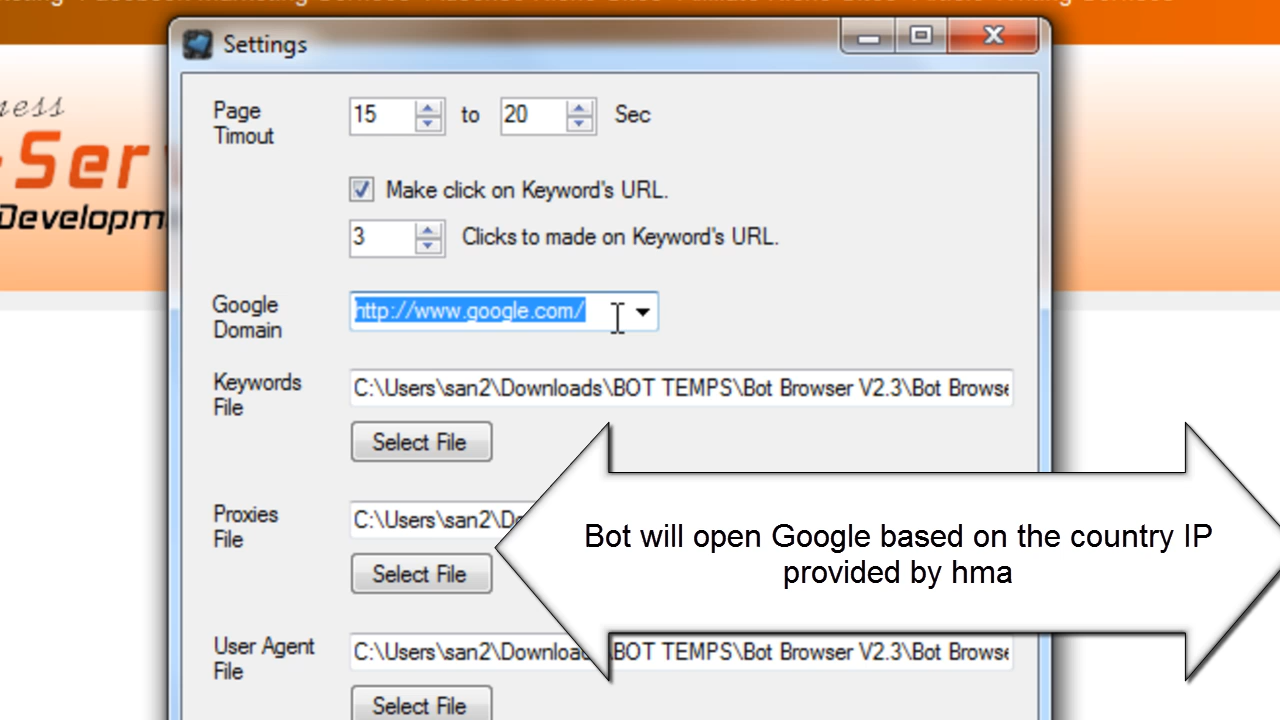 Settings
Page
Timout
15
to
20
Sec
Make click on Keyword's URL.
3
Clicks to made on Keyword's URL.
Google
Domain
http://www.google.com/
Keywords
File
C:\Users\san2\Downloads\BOT TEMPS\Bot Browser V2.3\Bot Browse
Select File
Proxies
File
C:\Users\san2\Do
Select File
Bot will open Google based on the country IP
provided by hma
User Agent
File
C:\Users\san2\Downloa BOT TEMPS\Bot Browser V2.3\Bot Browse
Select File
ness
-Ser
Developm